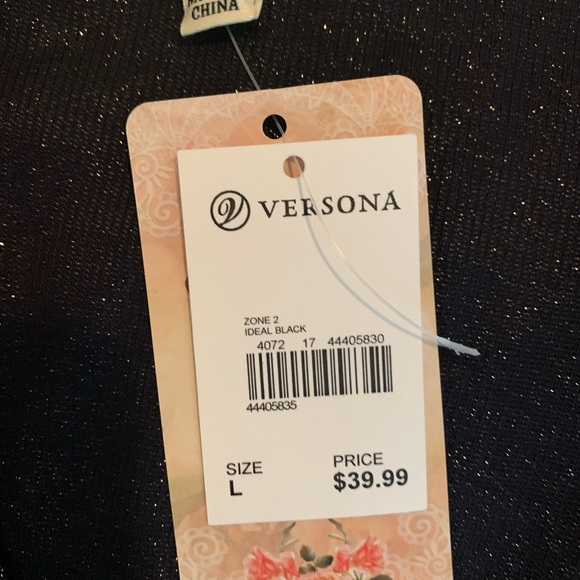 CHINA
VERSONA
ZONE 2
IDEAL BLACK
4072 17 44405830
44405835
SIZE PRICE
L $39.99